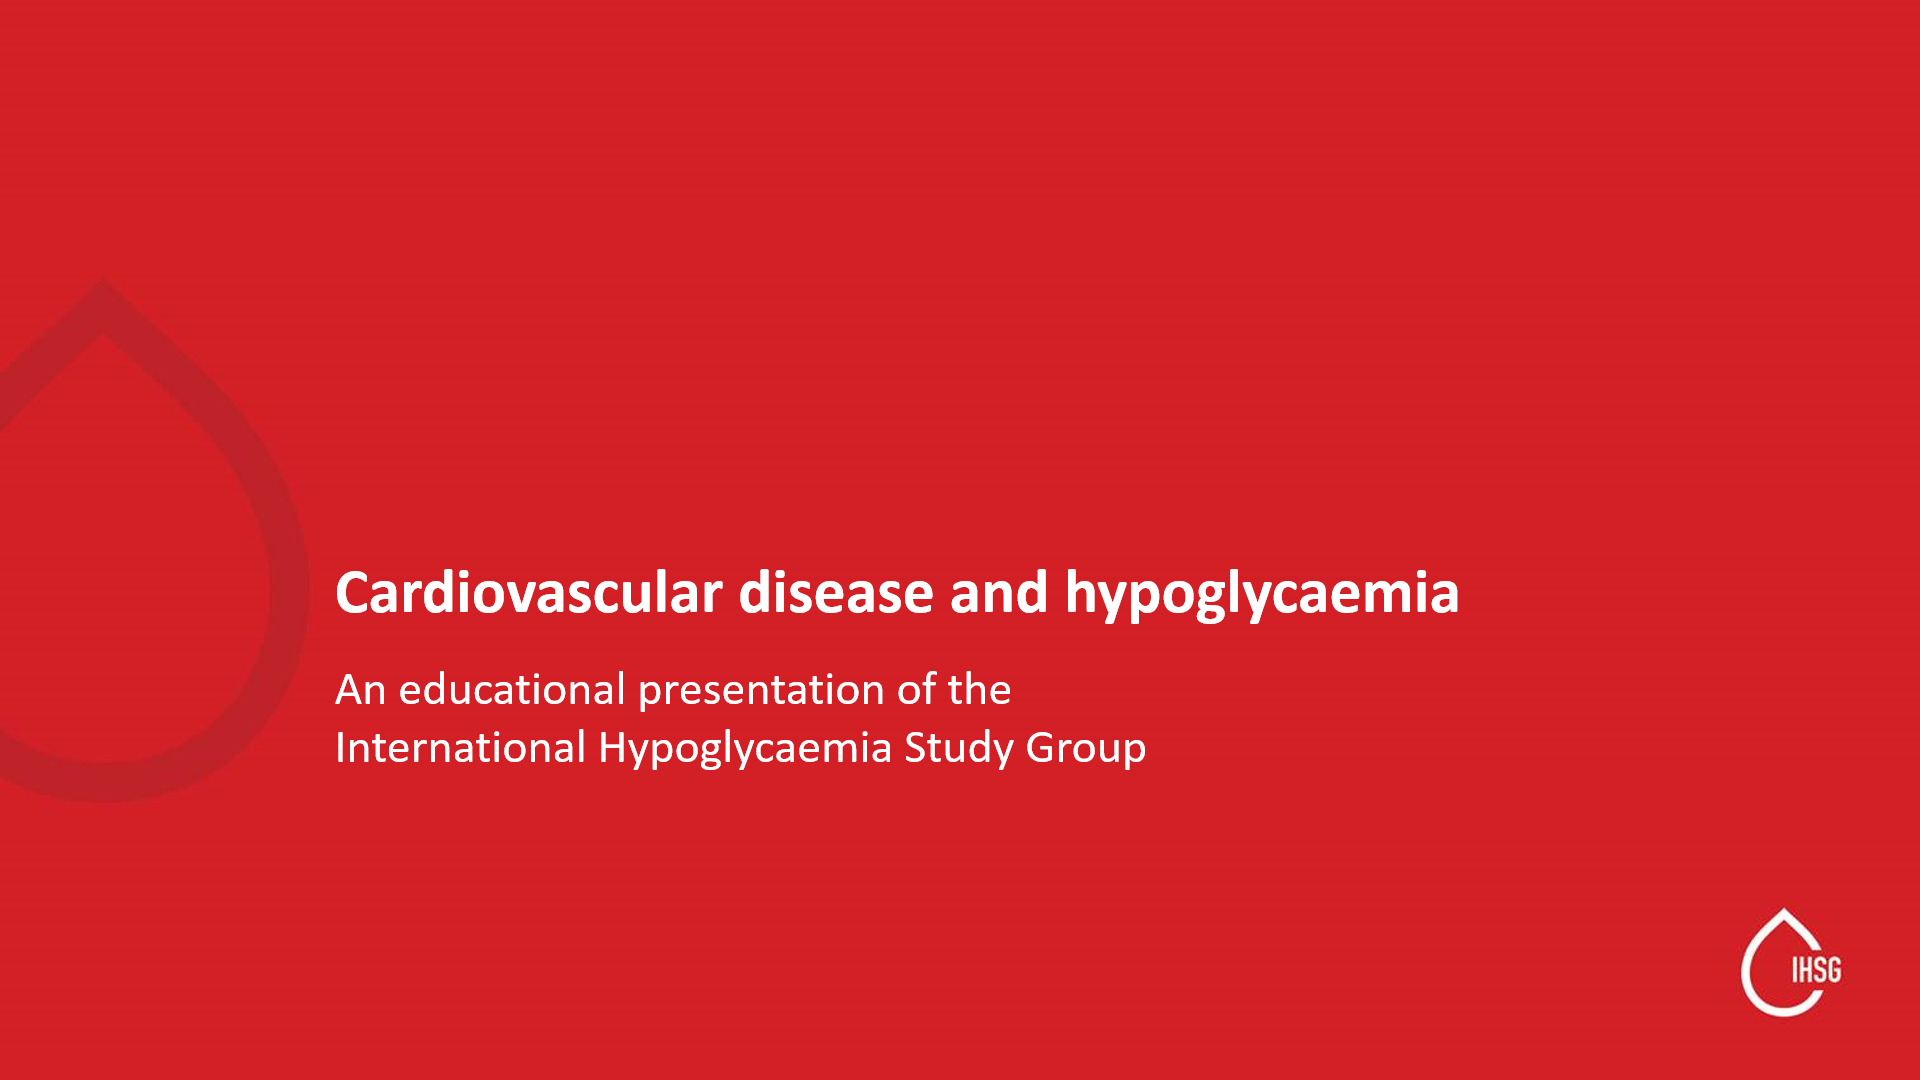 Cardiovascular disease and hypoglycaemia
An educational presentation of the
International Hypoglycaemia Study Group
IHSG